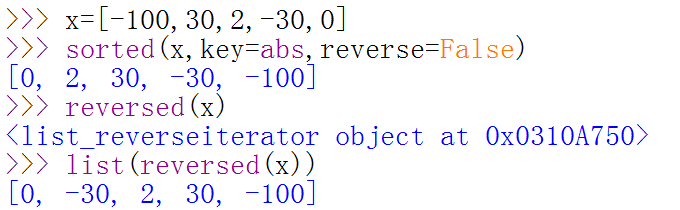 >>> x=[-100,30,2,-30,0]
>>> sorted(x,key=abs,reverse=False)
[0, 2, 30, -30, -100]
>>> reversed(x)
<list_reverseiterator object at 0x0310A750>
>>> list(reversed(x))
[0, -30, 2, 30, -100]